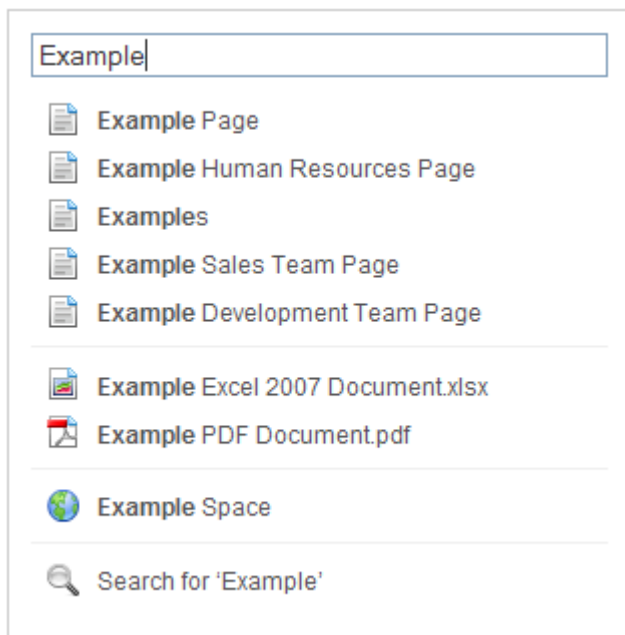 Example
Example Page
Example Human Resources Page
Examples
Example Sales Team Page
Example Development Team Page
Example Excel 2007 Document.xlsx
Example PDF Document.pdf
Example Space
Search for ‘Example’